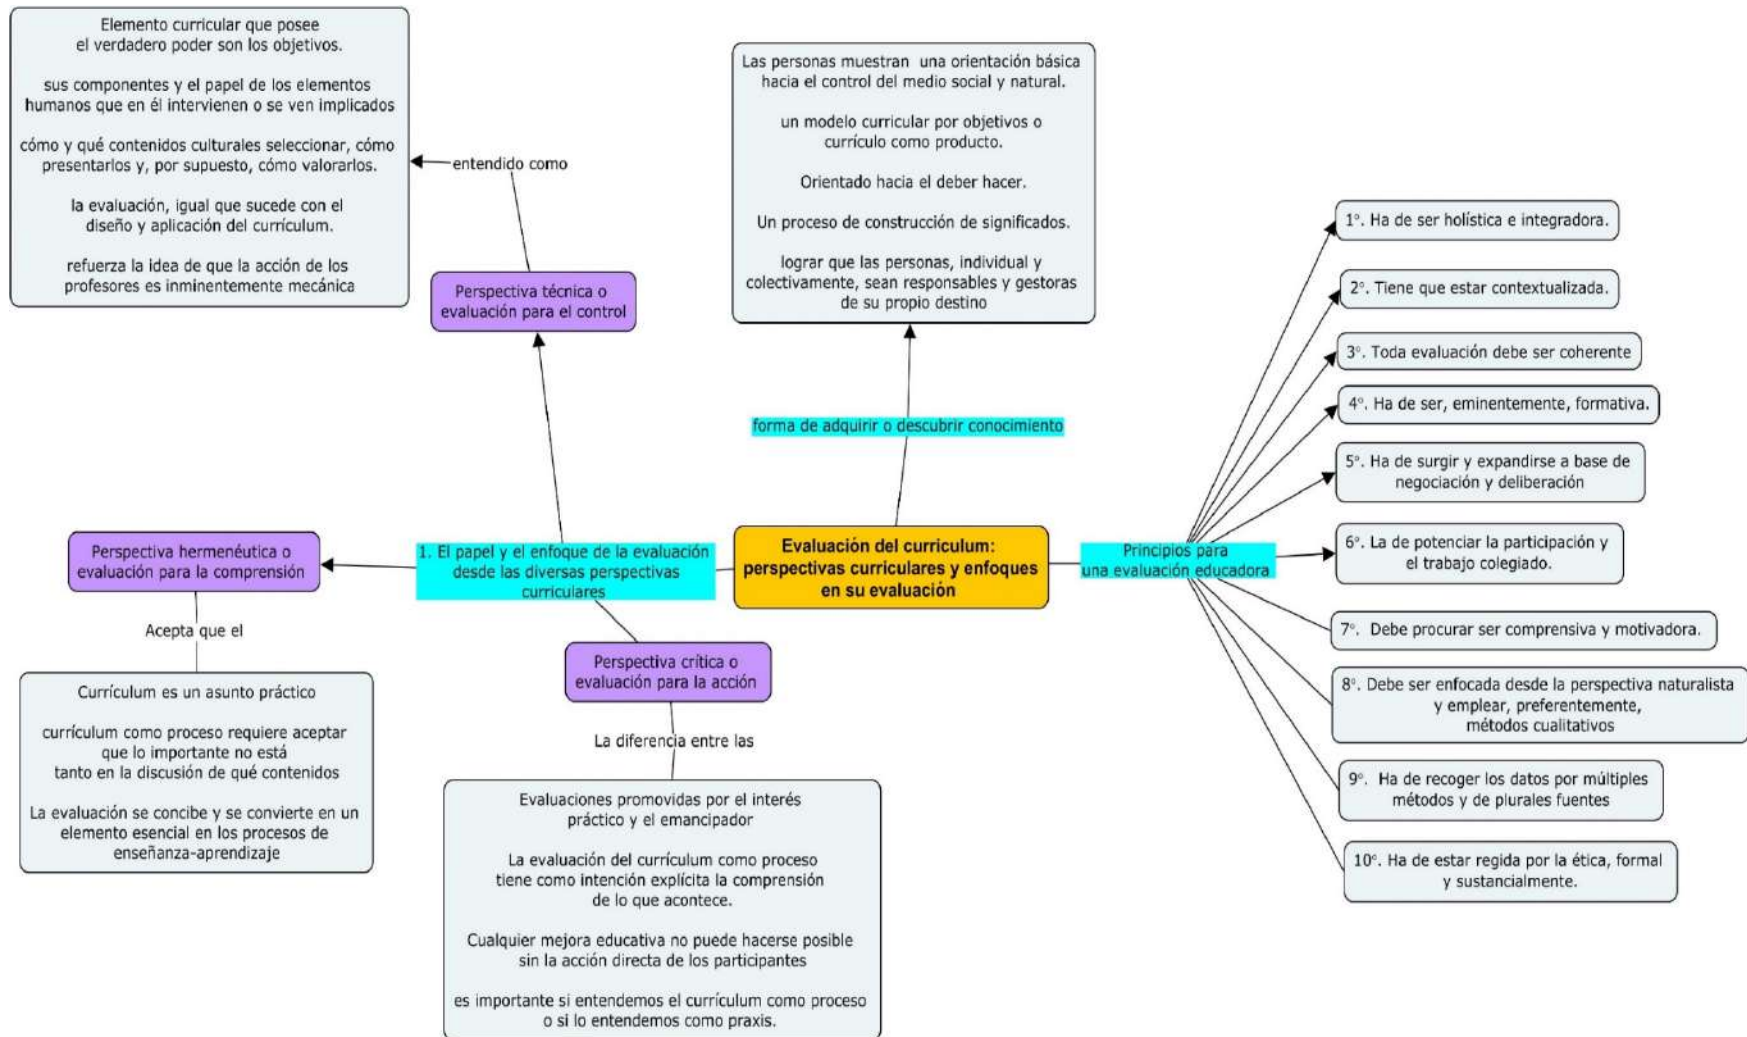 Elemento curricular que posee
el verdadero poder son los objetivos.
sus componentes y el papel de los elementos
humanos que en él intervienen o se ven implicados
cómo y qué contenidos culturales seleccionar, cómo
presentarlos y, por supuesto, cómo valorarlos.
la evaluación, igual que sucede con el
diseño y aplicación del currículum.
refuerza la idea de que la acción de los
profesores es inminentemente mecánica
entendido como
Perspectiva técnica o
evaluación para el control
Las personas muestran una orientación básica
hacia el control del medio social y natural.
un modelo curricular por objetivos o
currículo como producto.
Orientado hacia el deber hacer.
Un proceso de construcción de significados.
lograr que las personas, individual y
colectivamente, sean responsables y gestoras
de su propio destino
forma de adquirir o descubrir conocimiento
Perspectiva hermenéutica o
evaluación para la comprensión
1. El papel y el enfoque de la evaluación
desde las diversas perspectivas
curriculares
Evaluación del curriculum:
perspectivas curriculares y enfoques
en su evaluación
Principios para
una evaluación educadora
Acepta que el
Currículum es un asunto práctico
currículum como proceso requiere aceptar
que lo importante no está
tanto en la discusión de qué contenidos
La evaluación se concibe y se convierte en un
elemento esencial en los procesos de
enseñanza-aprendizaje
Perspectiva crítica o
evaluación para la acción
La diferencia entre las
Evaluaciones promovidas por el interés
práctico y el emancipador
La evaluación del currículum como proceso
tiene como intención explícita la comprensión
de lo que acontece.
Cualquier mejora educativa no puede hacerse posible
sin la acción directa de los participantes
es importante si entendemos el currículum como proceso
o si lo entendemos como praxis.
1°. Ha de ser holística e integradora.
2°. Tiene que estar contextualizada.
3°. Toda evaluación debe ser coherente
4°. Ha de ser, eminentemente, formativa.
5°. Ha de surgir y expandirse a base de
negociación y deliberación
6°. La de potenciar la participación y
el trabajo colegiado.
7°. Debe procurar ser comprensiva y motivadora.
8°. Debe ser enfocada desde la perspectiva naturalista
y emplear, preferentemente,
métodos cualitativos
9°. Ha de recoger los datos por múltiples
métodos y de plurales fuentes
10°. Ha de estar regida por la ética, formal
y sustancialmente.